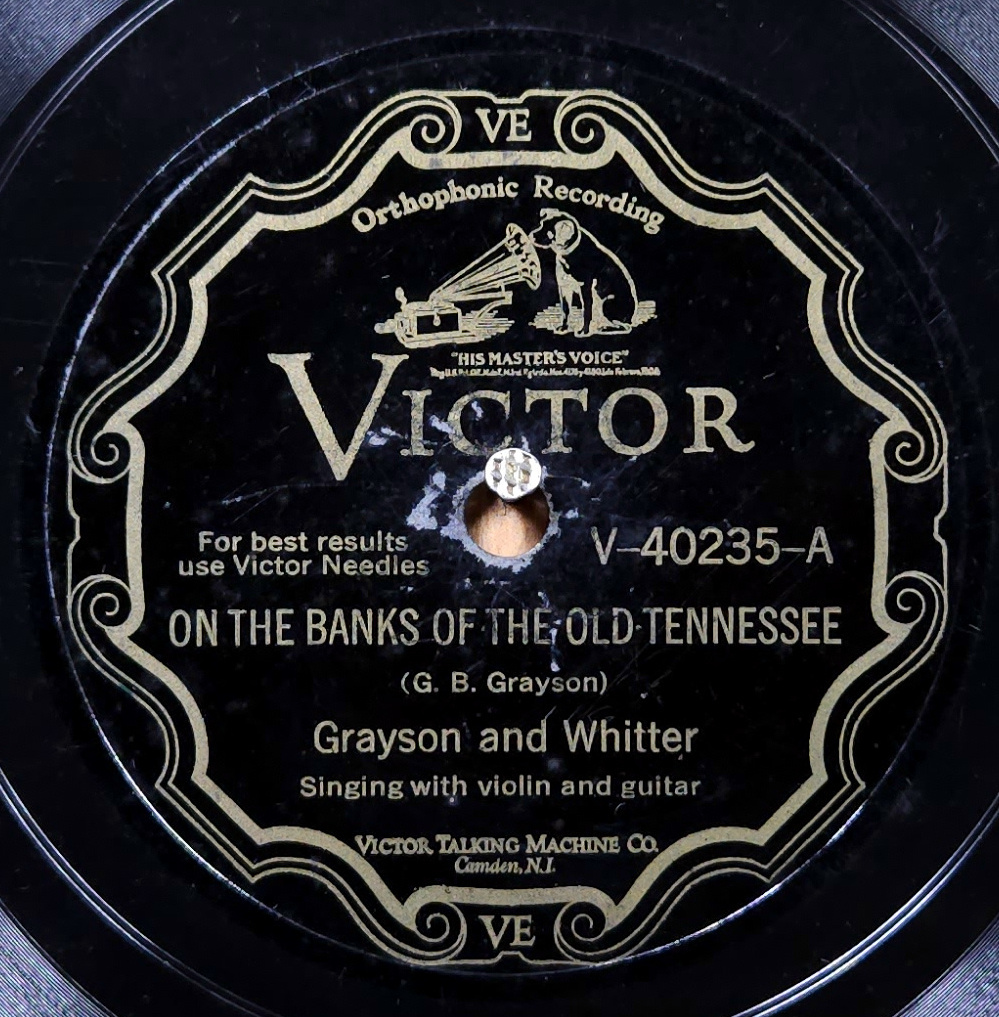 VE
Orthophonic Recording
"HIS MASTER'S VOICE"
VICTOR
For best results
use Victor Needles
V-40235-A
ON THE BANKS OF THE OLD TENNESSEE
(G. B. Grayson)
Grayson and Whitter
Singing with violin and guitar
VICTOR TALKING MACHINE CO.
Camden, N.J.
VE